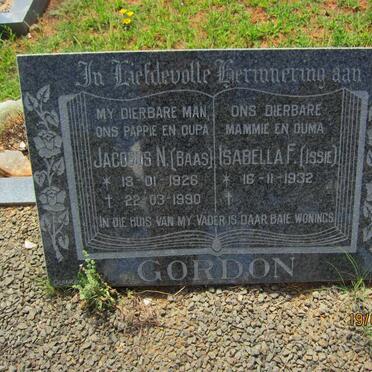 In Liefdevolle Herinnering aan
MY DIERBARE MAN
ONS PAPPIE EN OUPA
JACOBUS N. (BAAS)
* 13-01-1926
† 22-03-1990
ONS DIERBARE
MAMMIE EN OUMA
ISABELLA F. (ISSIE)
* 16-11-1932
†
IN DIE HUIS VAN MY VADER IS DAAR BAIE WONINGS
GORDON
19/